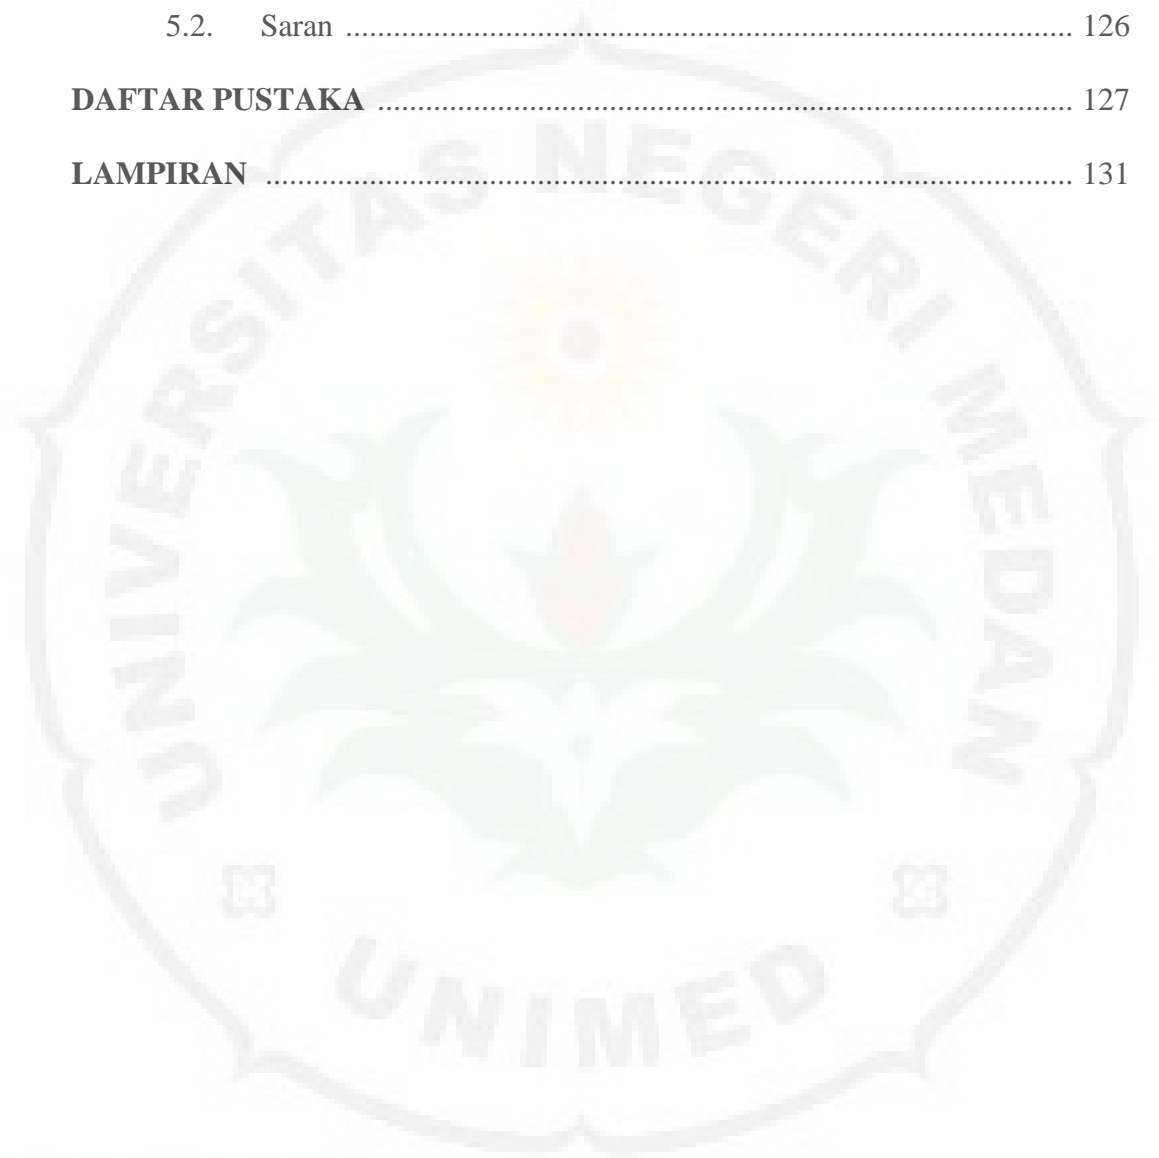 5.2. Saran ............................................................................ 126
DAFTAR PUSTAKA ......................................................................... 127
LAMPIRAN ..................................................................................... 131
UNIVERSITAS NEGERI MEDAN
UNIMED